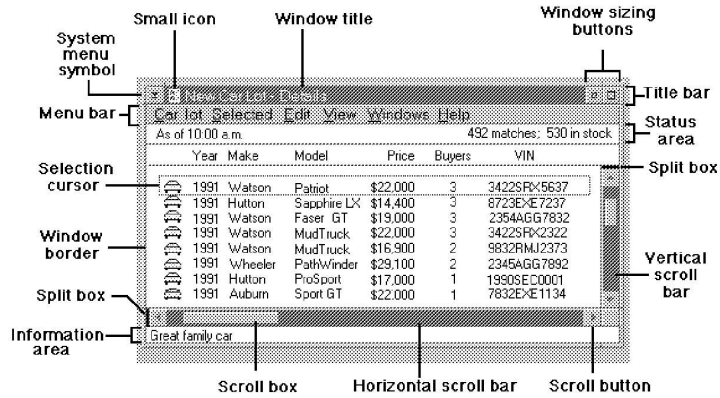 Small icon
Window title
Window sizing
buttons
System
menu
symbol
New Car Lot - Details
Title bar
Menu bar
Car lot Selected Edit View Windows Help
As of 10:00 a.m.
492 matches; 530 in stock
Status
area
Year Make Model Price Buyers VIN
Split box
Selection
cursor
1991 Watson Patriot $22,000 3 3422SRX5637
1991 Hutton Sapphire LX $14,400 3 8723EXE7237
1991 Watson Faser GT $19,000 3 2354AGG7832
1991 Watson MudTruck $22,000 3 3422SRX2322
1991 Watson MudTruck $16,900 2 9832RMJ2373
1991 Wheeler PathWinder $29,100 2 2345AGG7892
1991 Hutton ProSport $17,000 1 1990SEC0001
1991 Auburn Sport GT $22.000 1 7832EXE1134
Window
border
Vertical
scroll
bar
Split box
Information
area
Great family car
Scroll box
Horizontal scroll bar
Scroll button